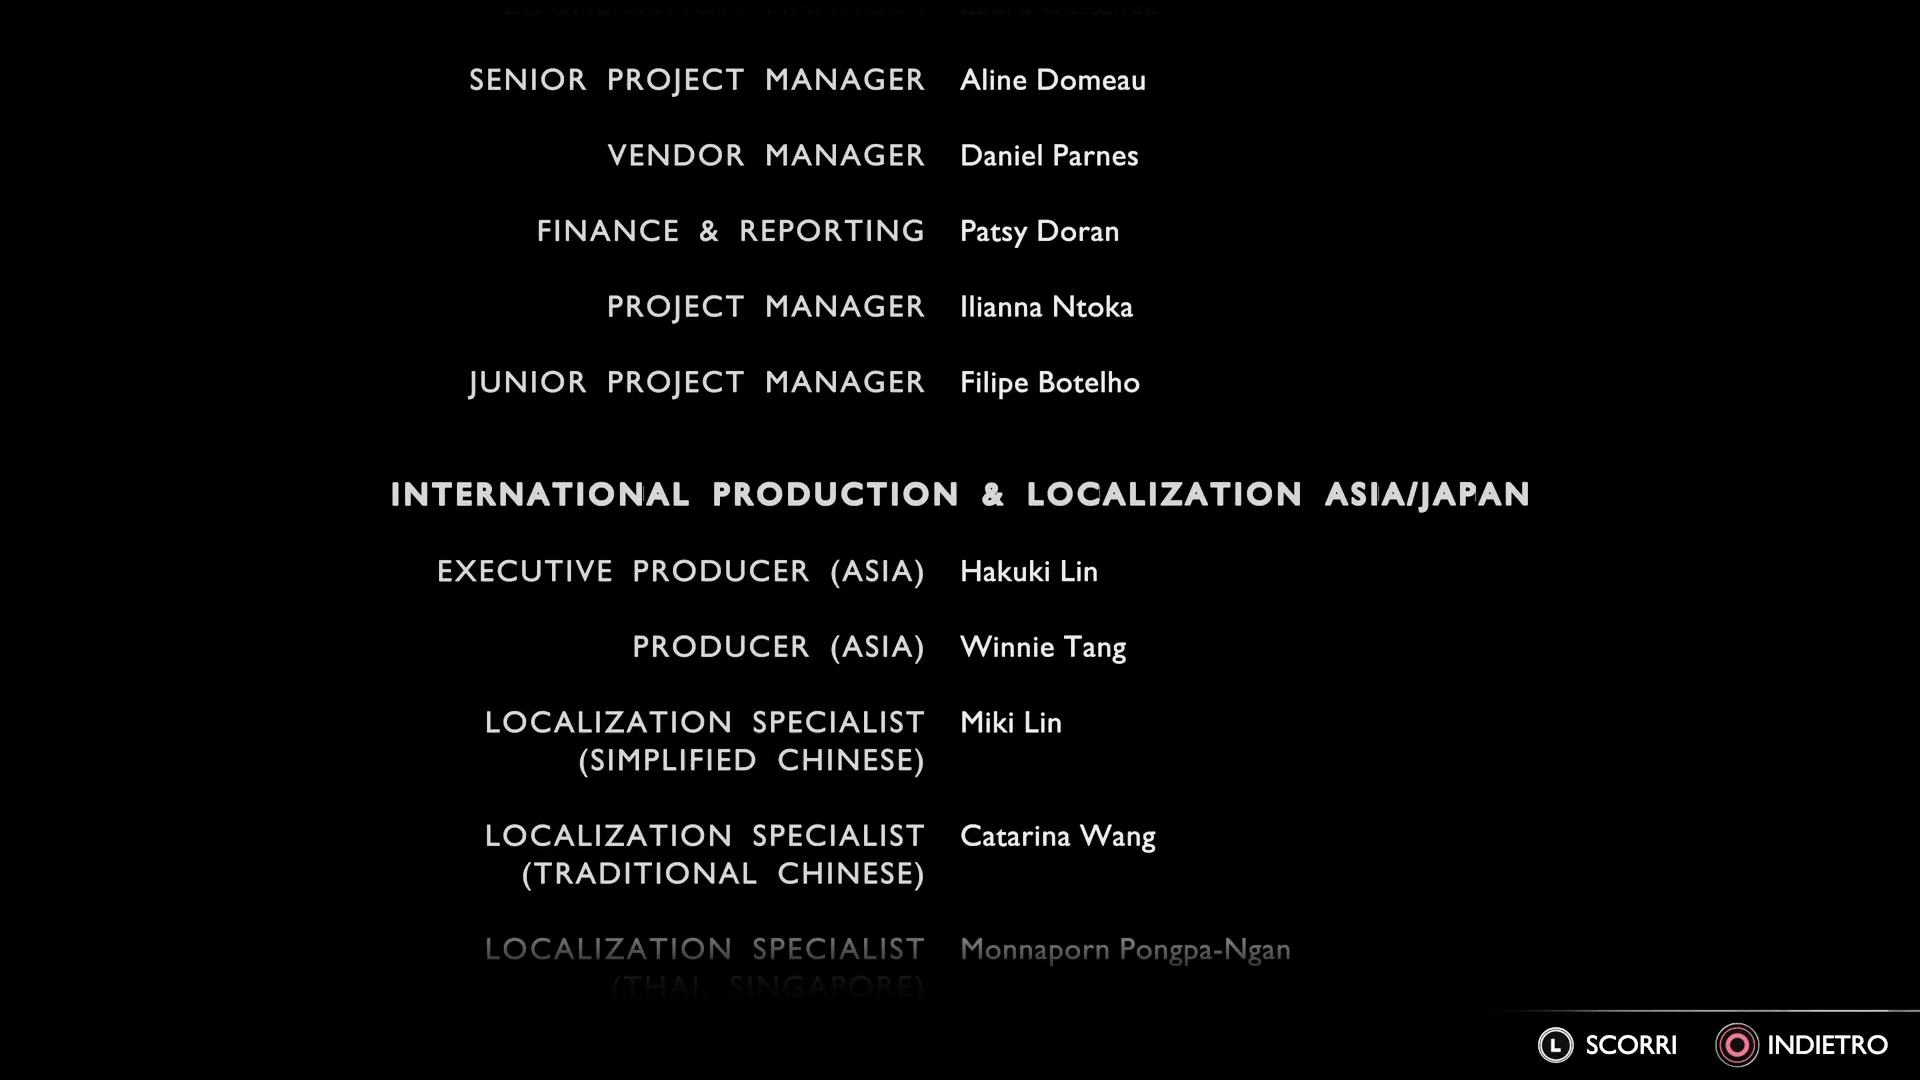 SENIOR PROJECT MANAGER Aline Domeau
VENDOR MANAGER Daniel Parnes
FINANCE & REPORTING Patsy Doran
PROJECT MANAGER Ilianna Ntoka
JUNIOR PROJECT MANAGER Filipe Botelho
INTERNATIONAL PRODUCTION & LOCALIZATION ASIA/JAPAN
EXECUTIVE PRODUCER (ASIA) Hakuki Lin
PRODUCER (ASIA) Winnie Tang
LOCALIZATION SPECIALIST Miki Lin
(SIMPLIFIED CHINESE)
LOCALIZATION SPECIALIST Catarina Wang
(TRADITIONAL CHINESE)
LOCALIZATION SPECIALIST Monnaporn Pongpa-Ngan
(THAI, SINGAPORE)
L SCORRI INDIETRO